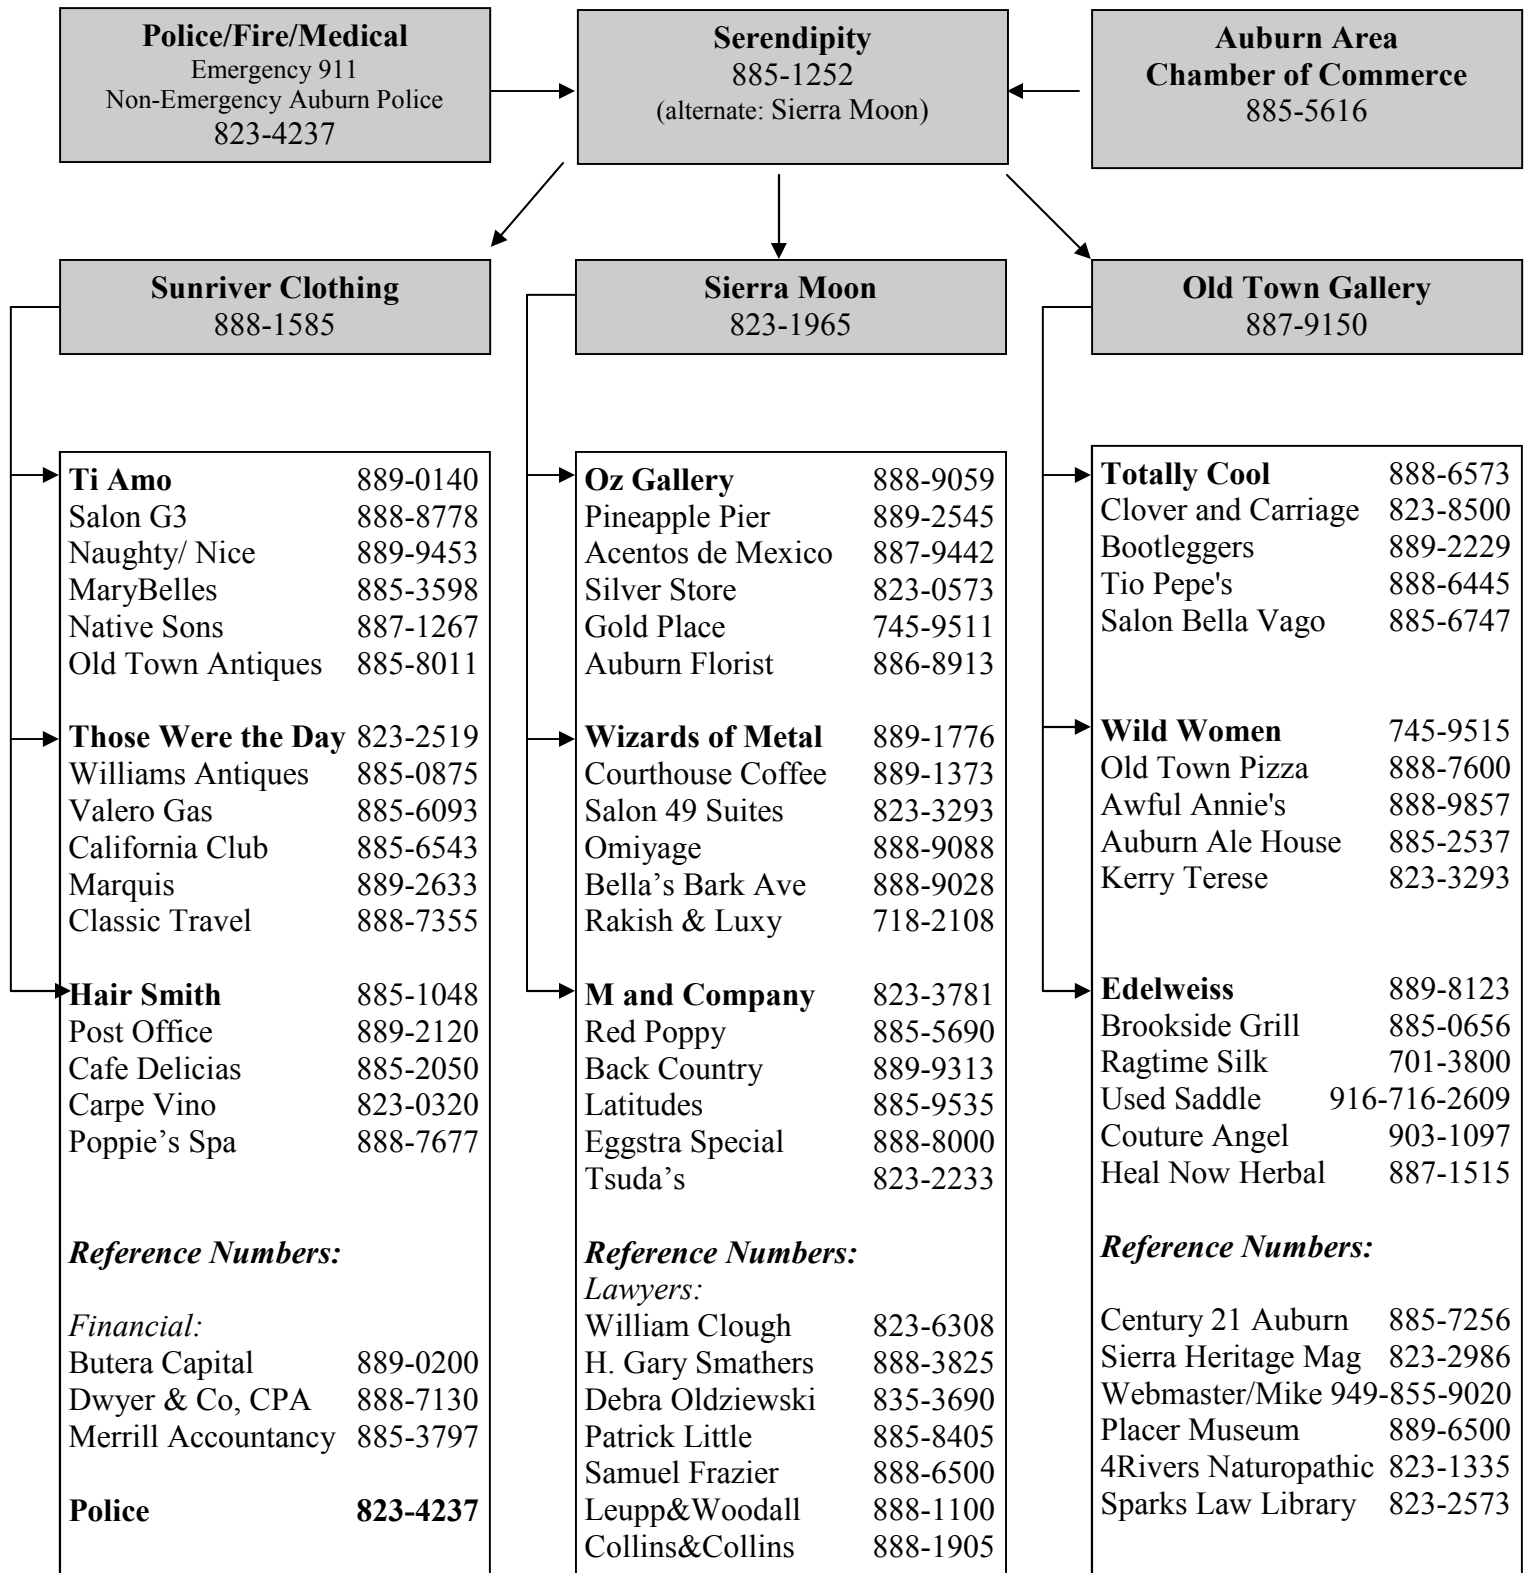 Police/Fire/Medical
Emergency 911
Non-Emergency Auburn Police
823-4237
Serendipity
885-1252
(alternate: Sierra Moon)
Auburn Area
Chamber of Commerce
885-5616
Sunriver Clothing
888-1585
Sierra Moon
823-1965
Old Town Gallery
887-9150
Ti Amo 889-0140
Salon G3 888-8778
Naughty/ Nice 889-9453
MaryBelles 885-3598
Native Sons 887-1267
Old Town Antiques 885-8011
Those Were the Day 823-2519
Williams Antiques 885-0875
Valero Gas 885-6093
California Club 885-6543
Marquis 889-2633
Classic Travel 888-7355
Hair Smith 885-1048
Post Office 889-2120
Cafe Delicias 885-2050
Carpe Vino 823-0320
Poppie’s Spa 888-7677
Reference Numbers:
Financial:
Butera Capital 889-0200
Dwyer & Co, CPA 888-7130
Merrill Accountancy 885-3797
Police 823-4237
Oz Gallery 888-9059
Pineapple Pier 889-2545
Acentos de Mexico 887-9442
Silver Store 823-0573
Gold Place 745-9511
Auburn Florist 886-8913
Wizards of Metal 889-1776
Courthouse Coffee 889-1373
Salon 49 Suites 823-3293
Omiyage 888-9088
Bella’s Bark Ave 888-9028
Rakish & Luxy 718-2108
M and Company 823-3781
Red Poppy 885-5690
Back Country 889-9313
Latitudes 885-9535
Eggstra Special 888-8000
Tsuda’s 823-2233
Reference Numbers:
Lawyers:
William Clough 823-6308
H. Gary Smathers 888-3825
Debra Oldziewski 835-3690
Patrick Little 885-8405
Samuel Frazier 888-6500
Leupp&Woodall 888-1100
Collins&Collins 888-1905
Totally Cool 888-6573
Clover and Carriage 823-8500
Bootleggers 889-2229
Tio Pepe's 888-6445
Salon Bella Vago 885-6747
Wild Women 745-9515
Old Town Pizza 888-7600
Awful Annie's 888-9857
Auburn Ale House 885-2537
Kerry Terese 823-3293
Edelweiss 889-8123
Brookside Grill 885-0656
Ragtime Silk 701-3800
Used Saddle 916-716-2609
Couture Angel 903-1097
Heal Now Herbal 887-1515
Reference Numbers:
Century 21 Auburn 885-7256
Sierra Heritage Mag 823-2986
Webmaster/Mike 949-855-9020
Placer Museum 889-6500
4Rivers Naturopathic 823-1335
Sparks Law Library 823-2573